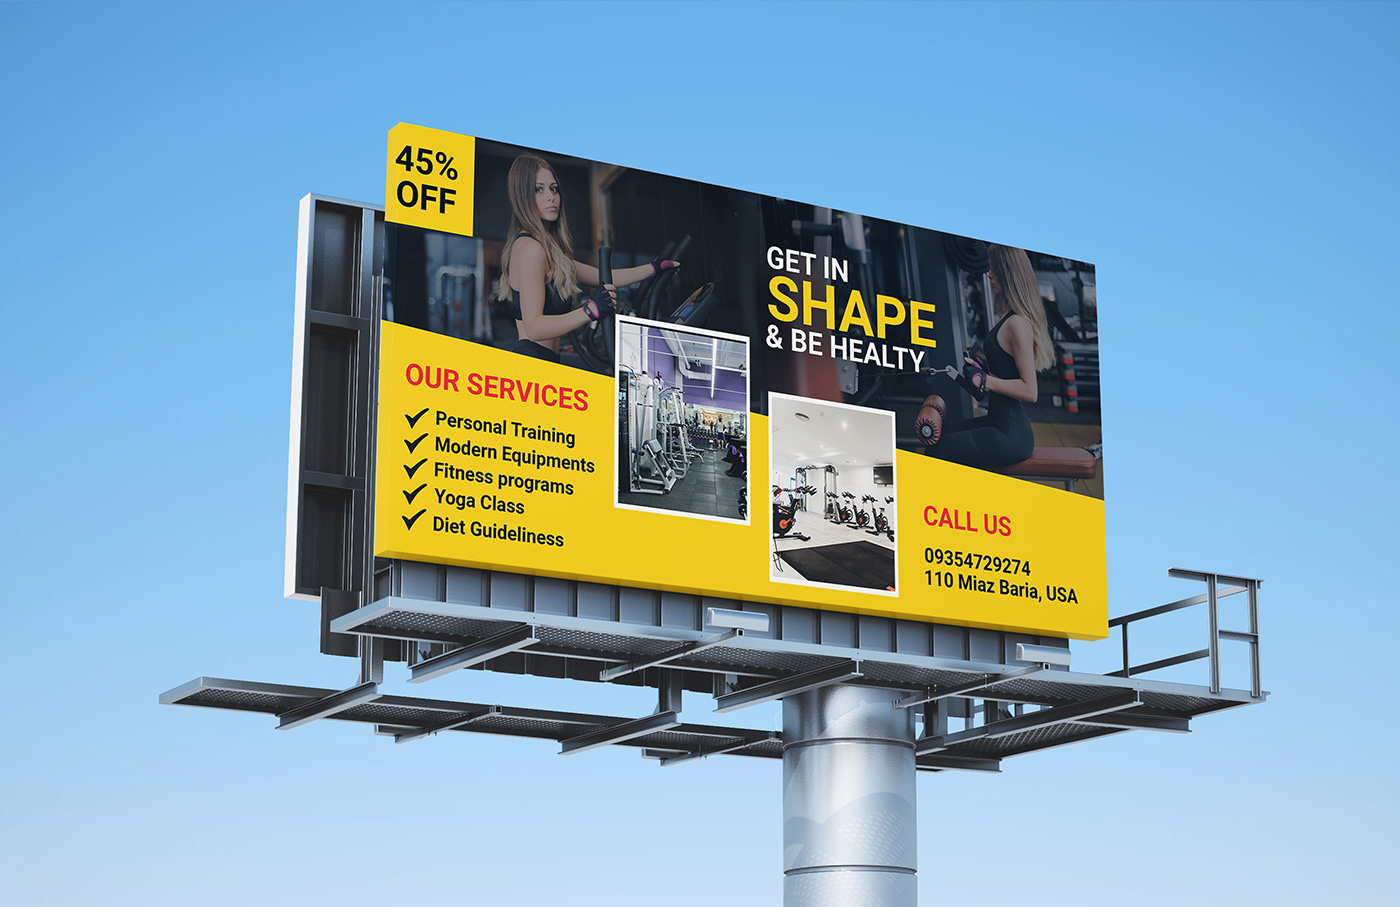 45%
OFF
GET IN
SHAPE
& BE HEALTY
OUR SERVICES
Personal Training
Modern Equipments
Fitness programs
Yoga Class
Diet Guideliness
CALL US
09354729274
110 Miaz Baria, USA